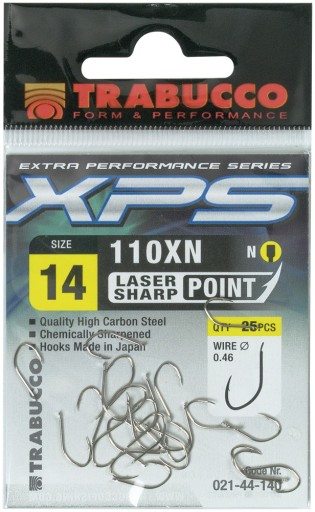 TRABUCCO
FORM & PERFORMANCE
EXTRA PERFORMANCE SERIES
XPS
SIZE
14
110XN
N
LASER SHARP POINT
Quality High Carbon Steel
Chemically Sharpened
Hooks Made in Japan
QTY 25PCS
WIRE Ø
0.46
TRABUCCO
Code Nr.
021-44-140